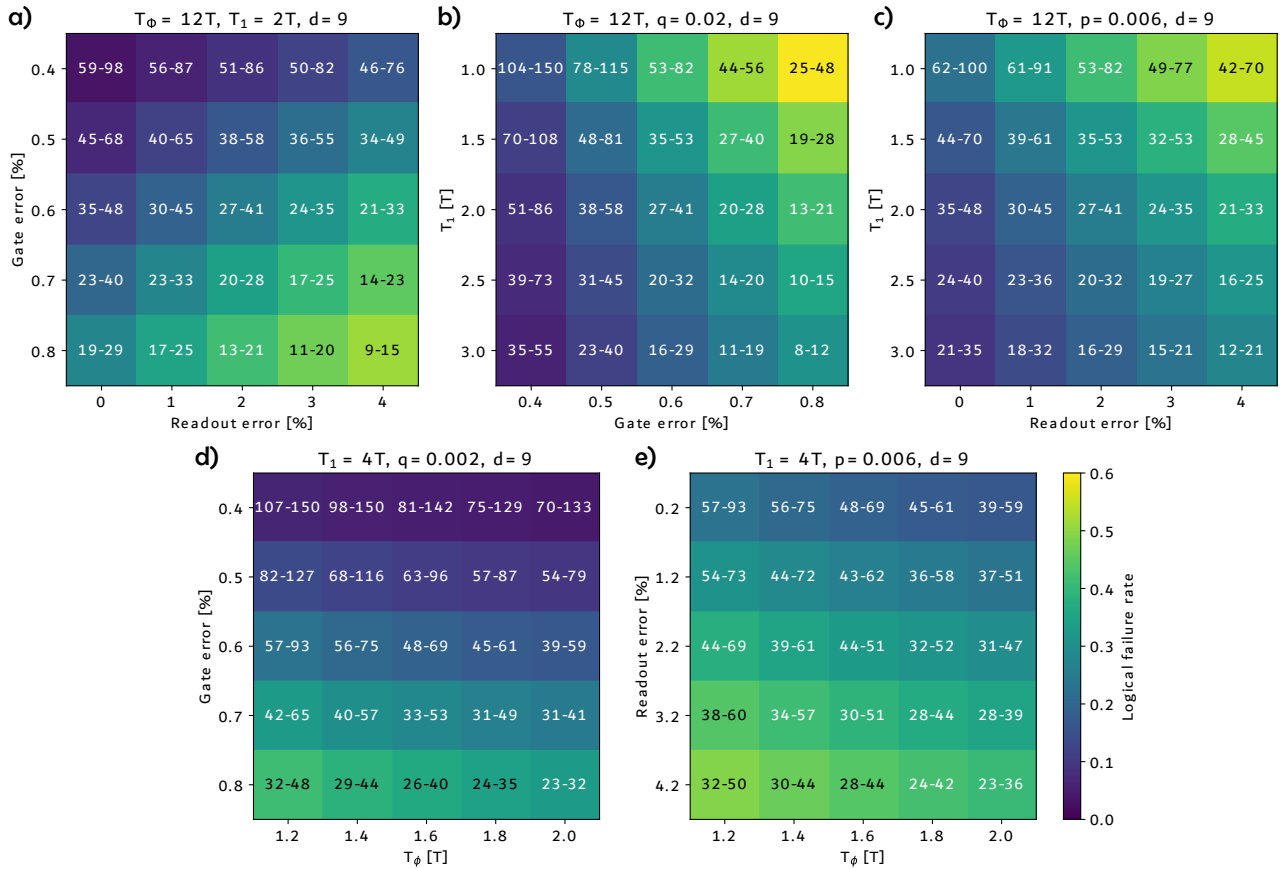 a) T_Φ = 12T, T₁ = 2T, d = 9
Gate error [%]
0.4 59-98 56-87 51-86 50-82 46-76
0.5 45-68 40-65 38-58 36-55 34-49
0.6 35-48 30-45 27-41 24-35 21-33
0.7 23-40 23-33 20-28 17-25 14-23
0.8 19-29 17-25 13-21 11-20 9-15
0 1 2 3 4
Readout error [%]
b) T_Φ = 12T, q = 0.02, d = 9
T₁ [T]
1.0 104-150 78-115 53-82 44-56 25-48
1.5 70-108 48-81 35-53 27-40 19-28
2.0 51-86 38-58 27-41 20-28 13-21
2.5 39-73 31-45 20-32 14-20 10-15
3.0 35-55 23-40 16-29 11-19 8-12
0.4 0.5 0.6 0.7 0.8
Gate error [%]
c) T_Φ = 12T, p = 0.006, d = 9
T₁ [T]
1.0 62-100 61-91 53-82 49-77 42-70
1.5 44-70 39-61 35-53 32-53 28-45
2.0 35-48 30-45 27-41 24-35 21-33
2.5 24-40 23-36 20-32 19-27 16-25
3.0 21-35 18-32 16-29 15-21 12-21
0 1 2 3 4
Readout error [%]
d) T₁ = 4T, q = 0.002, d = 9
Gate error [%]
0.4 107-150 98-150 81-142 75-129 70-133
0.5 82-127 68-116 63-96 57-87 54-79
0.6 57-93 56-75 48-69 45-61 39-59
0.7 42-65 40-57 33-53 31-49 31-41
0.8 32-48 29-44 26-40 24-35 23-32
1.2 1.4 1.6 1.8 2.0
T_ϕ [T]
e) T₁ = 4T, p = 0.006, d = 9
Readout error [%]
0.2 57-93 56-75 48-69 45-61 39-59
1.2 54-73 44-72 43-62 36-58 37-51
2.2 44-69 39-61 44-51 32-52 31-47
3.2 38-60 34-57 30-51 28-44 28-39
4.2 32-50 30-44 28-44 24-42 23-36
1.2 1.4 1.6 1.8 2.0
T_ϕ [T]
0.6
0.5
0.4
0.3
0.2
0.1
0.0
Logical failure rate